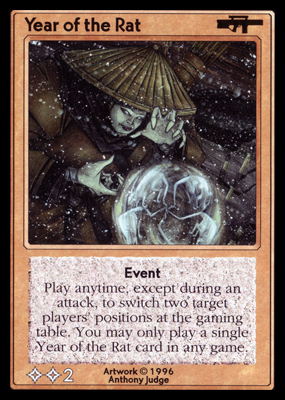 Year of the Rat
Event
Play anytime, except during an
attack, to switch two target
players' positions at the gaming
table. You may only play a single
Year of the Rat card in any game.
2
Artwork © 1996
Anthony Judge